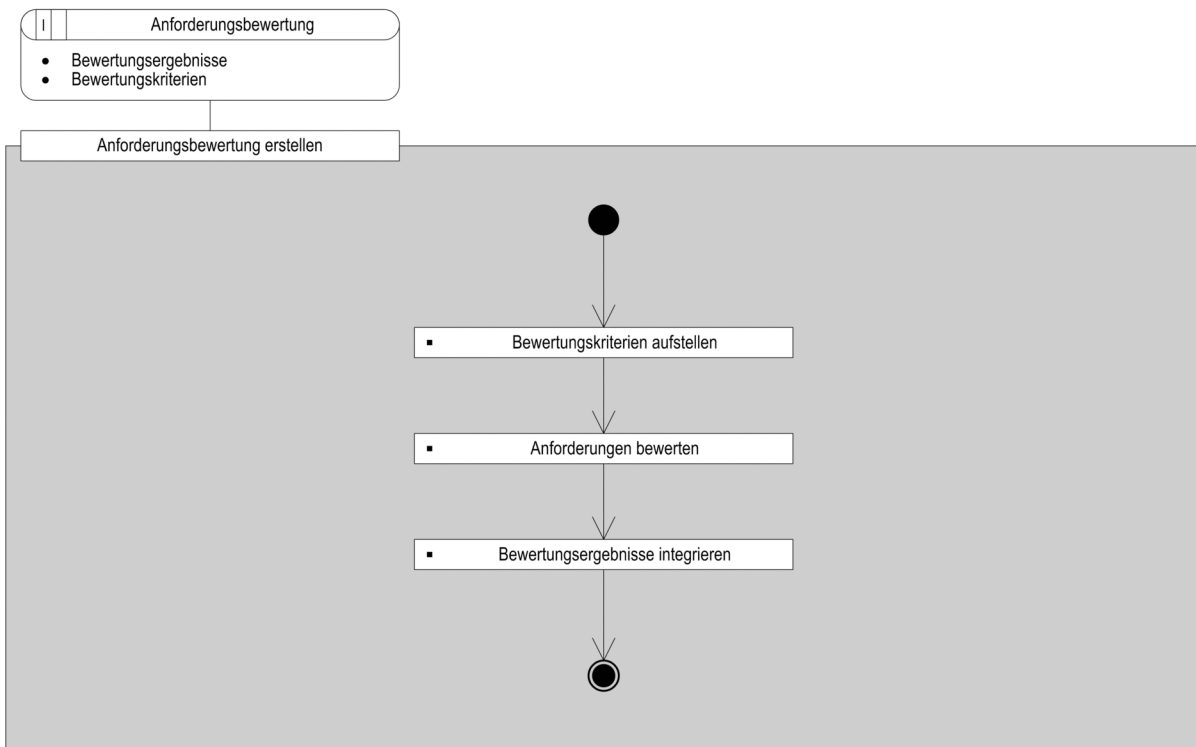 I Anforderungsbewertung
• Bewertungsergebnisse
• Bewertungskriterien
Anforderungsbewertung erstellen
▪ Bewertungskriterien aufstellen
▪ Anforderungen bewerten
▪ Bewertungsergebnisse integrieren